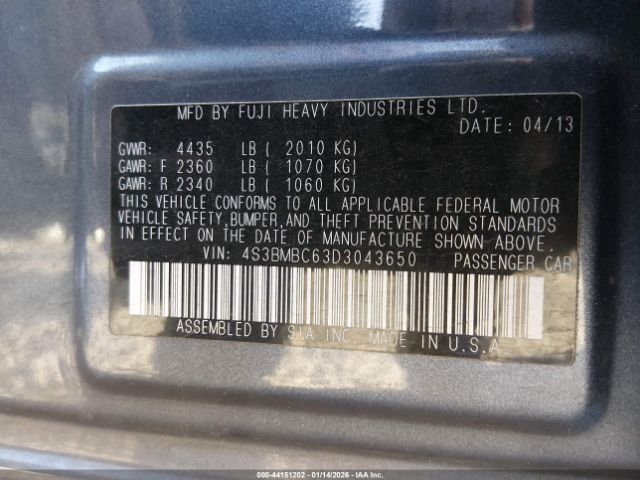 MFD BY FUJI HEAVY INDUSTRIES LTD.
DATE: 04/13
GVWR: 4435 LB ( 2010 KG)
GAWR: F 2360 LB ( 1070 KG)
GAWR: R 2340 LB ( 1060 KG)
THIS VEHICLE CONFORMS TO ALL APPLICABLE FEDERAL MOTOR
VEHICLE SAFETY, BUMPER, AND THEFT PREVENTION STANDARDS
IN EFFECT ON THE DATE OF MANUFACTURE SHOWN ABOVE.
VIN: 4S3BMBC63D3043650 PASSENGER CAR
ASSEMBLED BY SIA INC. MADE IN U.S.A
000-44151202 - 01/14/2026 - IAA Inc.